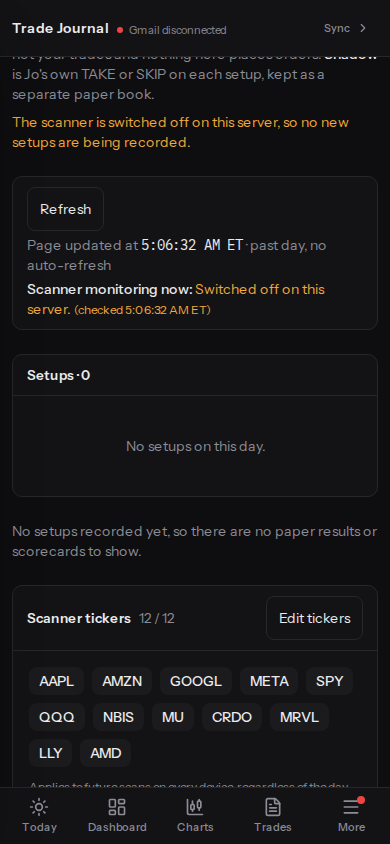 Trade Journal
Gmail disconnected
Sync
not your trades and nothing here places orders. Shadow
is Jo's own TAKE or SKIP on each setup, kept as a
separate paper book.
The scanner is switched off on this server, so no new
setups are being recorded.
Refresh
Page updated at 5:06:32 AM ET · past day, no
auto-refresh
Scanner monitoring now: Switched off on this
server. (checked 5:06:32 AM ET)
Setups · 0
No setups on this day.
No setups recorded yet, so there are no paper results or
scorecards to show.
Scanner tickers 12 / 12
Edit tickers
AAPL AMZN GOOGL META SPY
QQQ NBIS MU CRDO MRVL
LLY AMD
Applies to future scans on every device, regardless of the day
Today Dashboard Charts Trades More